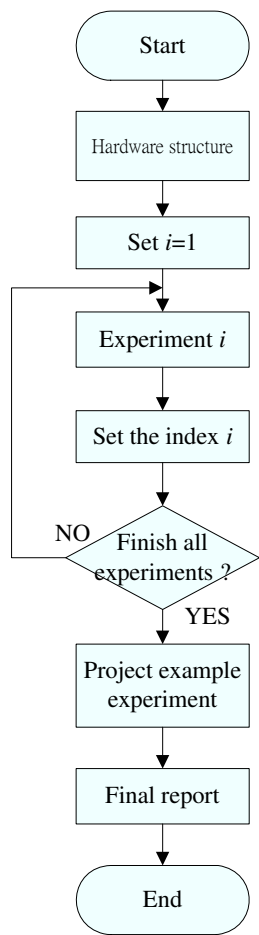 Start
Hardware structure
Set i=1
Experiment i
Set the index i
NO
Finish all
experiments ?
YES
Project example
experiment
Final report
End